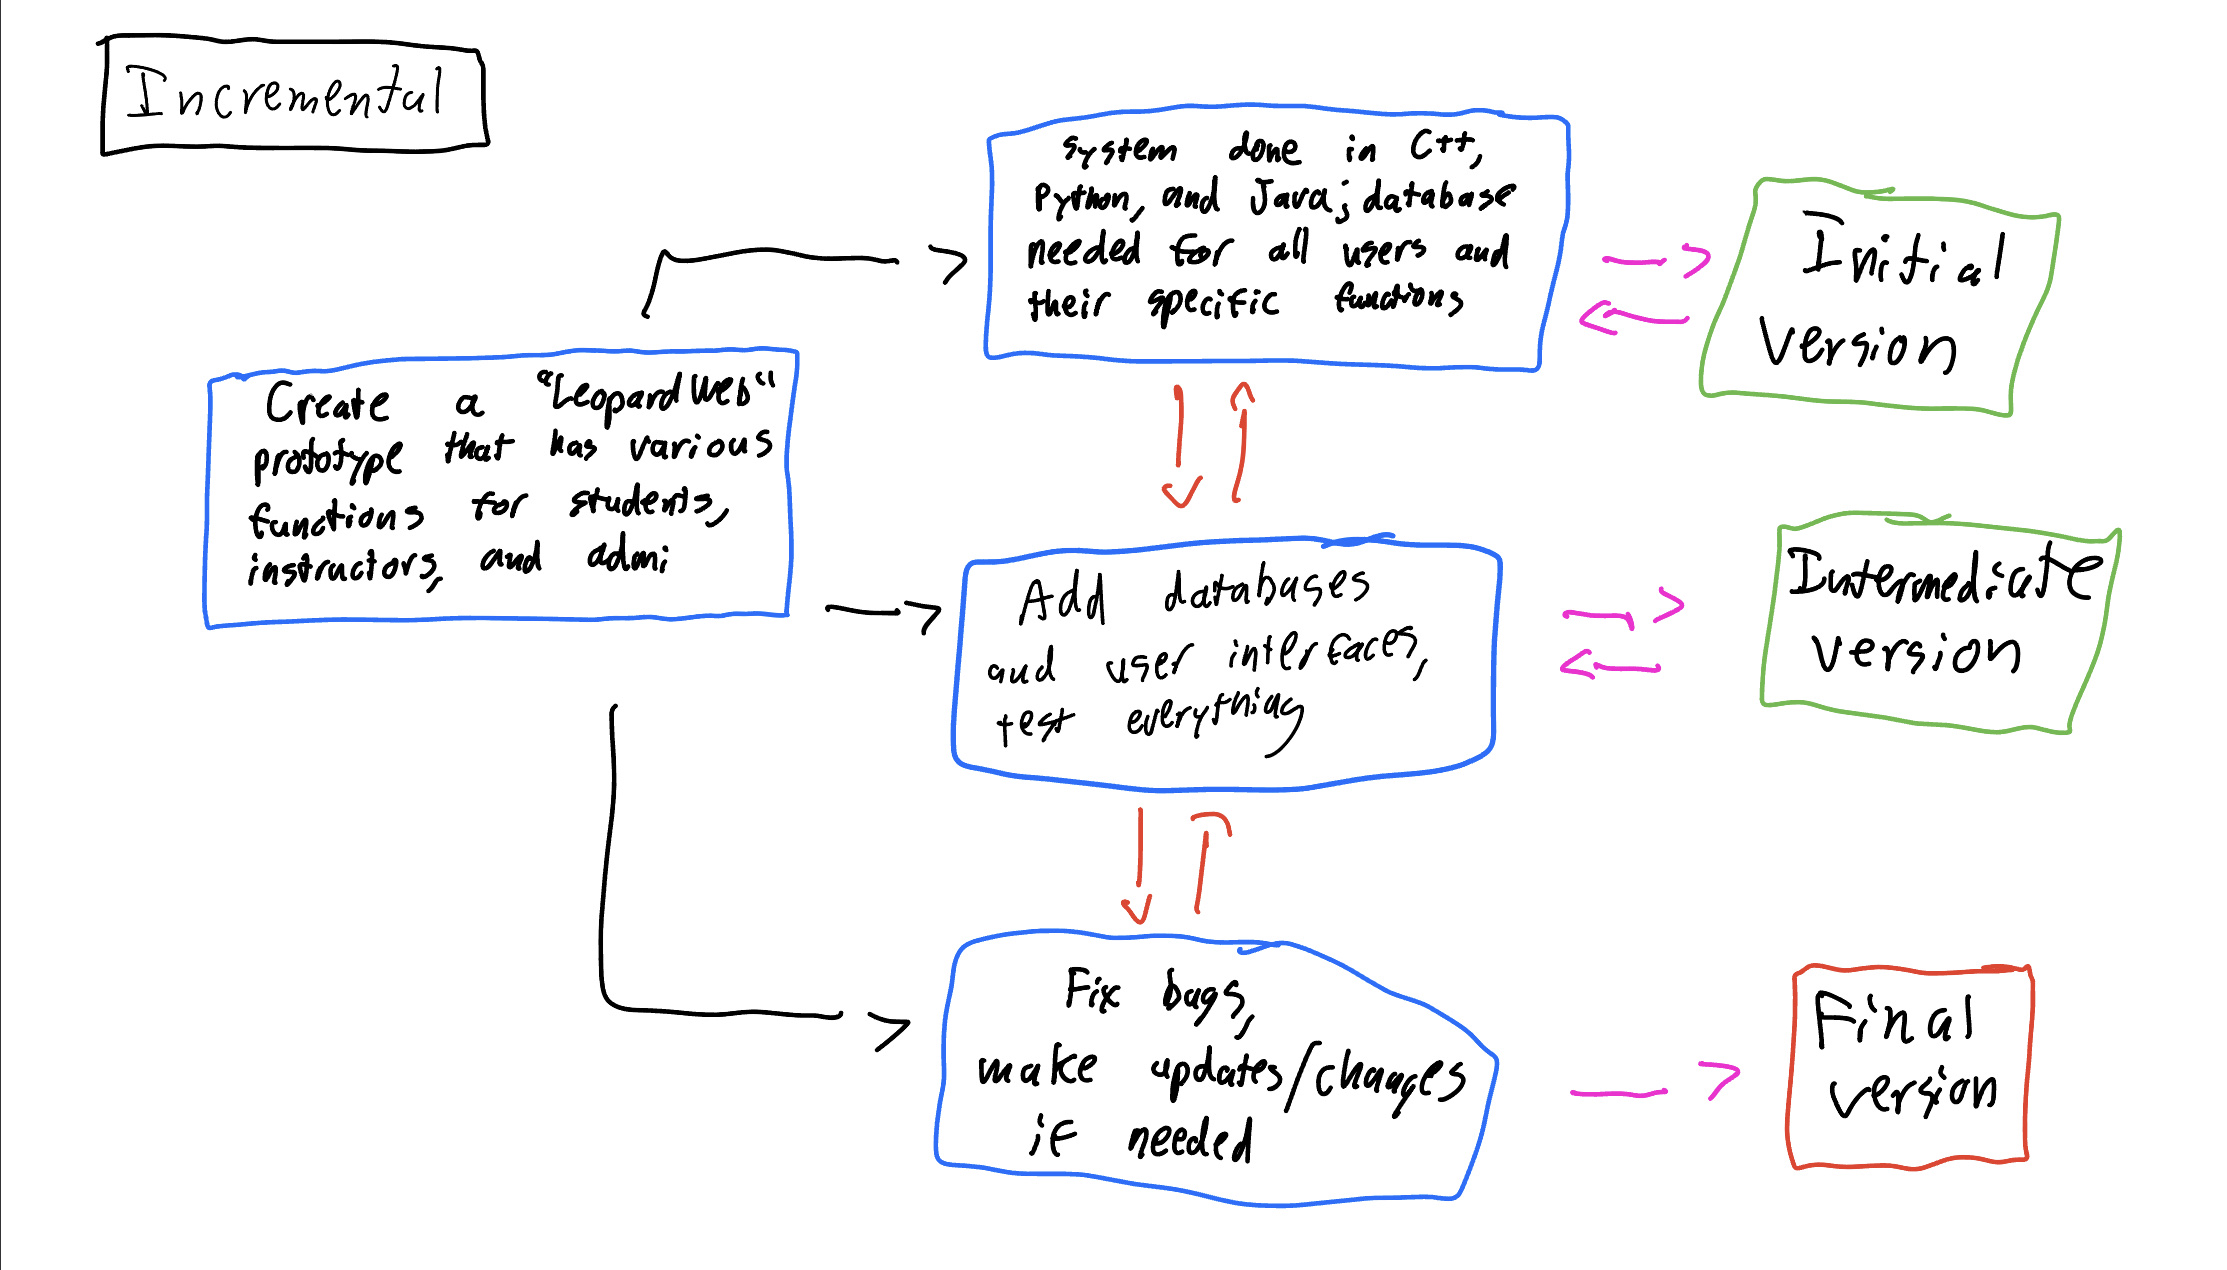 Incremental
system done in C++,
Python, and Java; database
needed for all users and
their specific functions
Initial
version
Create a "LeopardWeb"
prototype that has various
functions for students,
instructors, and admi
Add databases
and user interfaces,
test everything
Intermediate
version
Fix bugs,
make updates/changes
if needed
Final
version